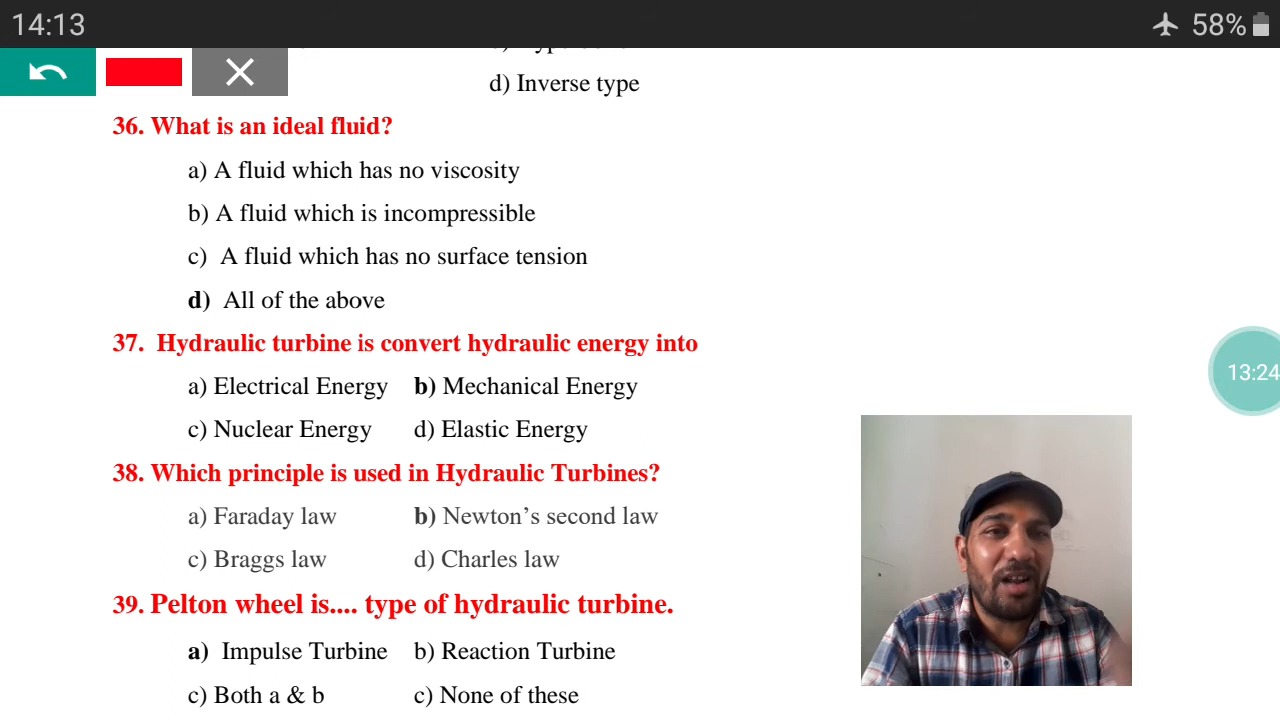 14:13 58%
d) Inverse type
36. What is an ideal fluid?
a) A fluid which has no viscosity
b) A fluid which is incompressible
c) A fluid which has no surface tension
d) All of the above
37. Hydraulic turbine is convert hydraulic energy into
a) Electrical Energy b) Mechanical Energy
c) Nuclear Energy d) Elastic Energy
13:24
38. Which principle is used in Hydraulic Turbines?
a) Faraday law b) Newton’s second law
c) Braggs law d) Charles law
39. Pelton wheel is.... type of hydraulic turbine.
a) Impulse Turbine b) Reaction Turbine
c) Both a & b c) None of these